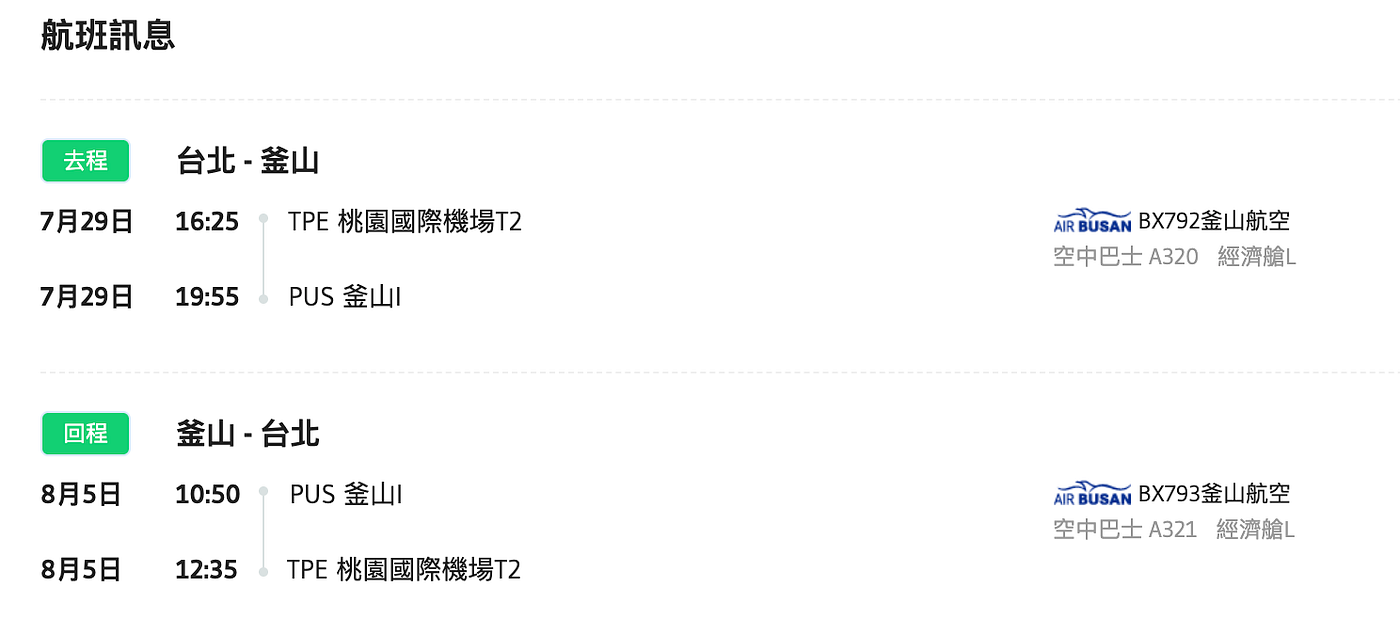 航班訊息
去程 台北 - 釜山
7月29日 16:25 TPE 桃園國際機場T2 AIR BUSAN BX792釜山航空
空中巴士 A320 經濟艙L
7月29日 19:55 PUS 釜山I
回程 釜山 - 台北
8月5日 10:50 PUS 釜山I AIR BUSAN BX793釜山航空
空中巴士 A321 經濟艙L
8月5日 12:35 TPE 桃園國際機場T2